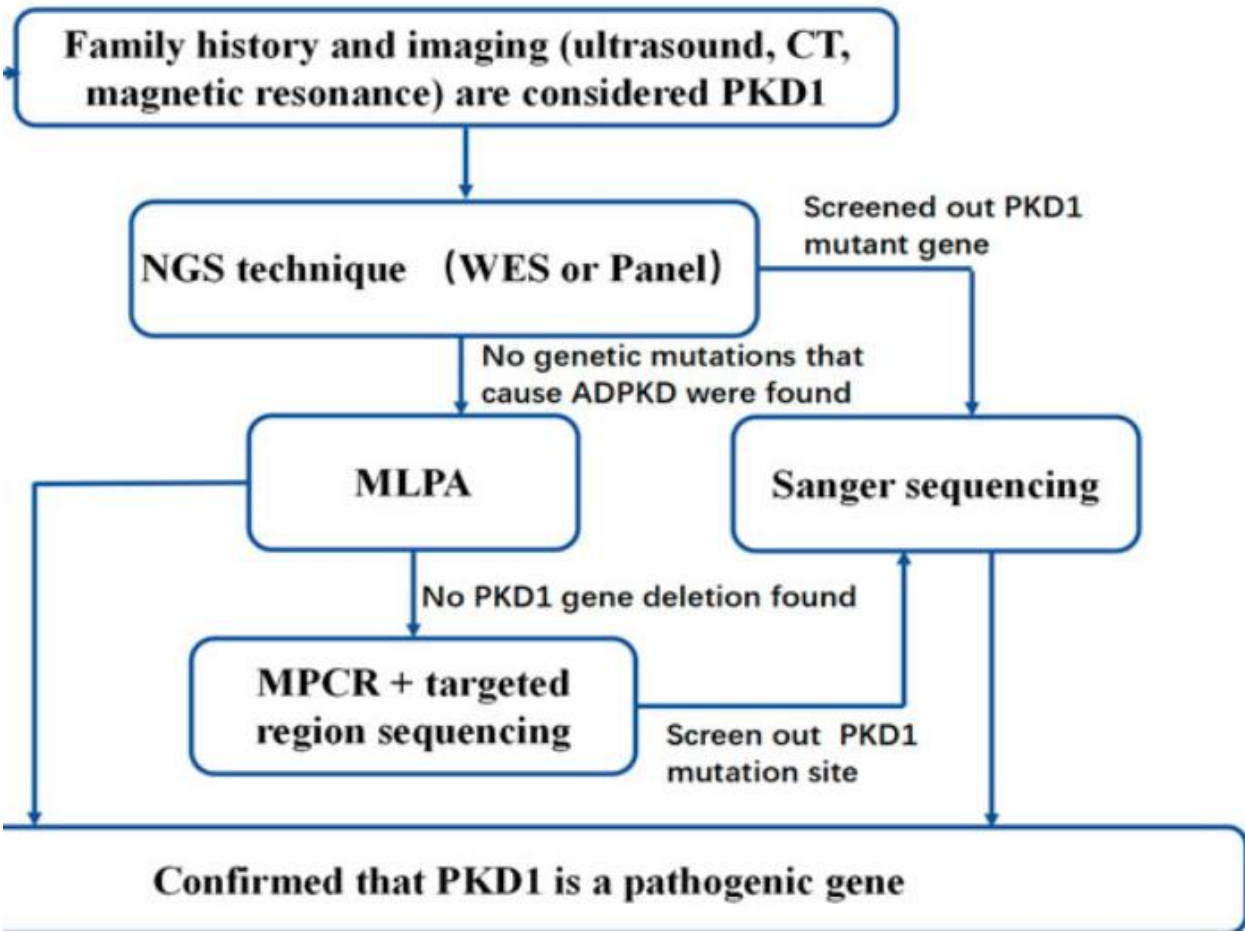 Family history and imaging (ultrasound, CT,
magnetic resonance) are considered PKD1
Screened out PKD1
mutant gene
NGS technique （WES or Panel）
No genetic mutations that
cause ADPKD were found
MLPA
Sanger sequencing
No PKD1 gene deletion found
MPCR + targeted
region sequencing
Screen out PKD1
mutation site
Confirmed that PKD1 is a pathogenic gene